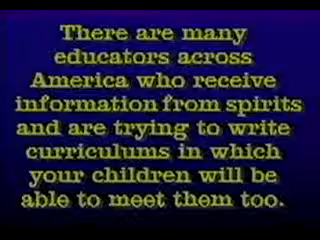 There are many
educators across
America who receive
information from spirits
and are trying to write
curriculums in which
your children will be
able to meet them too.